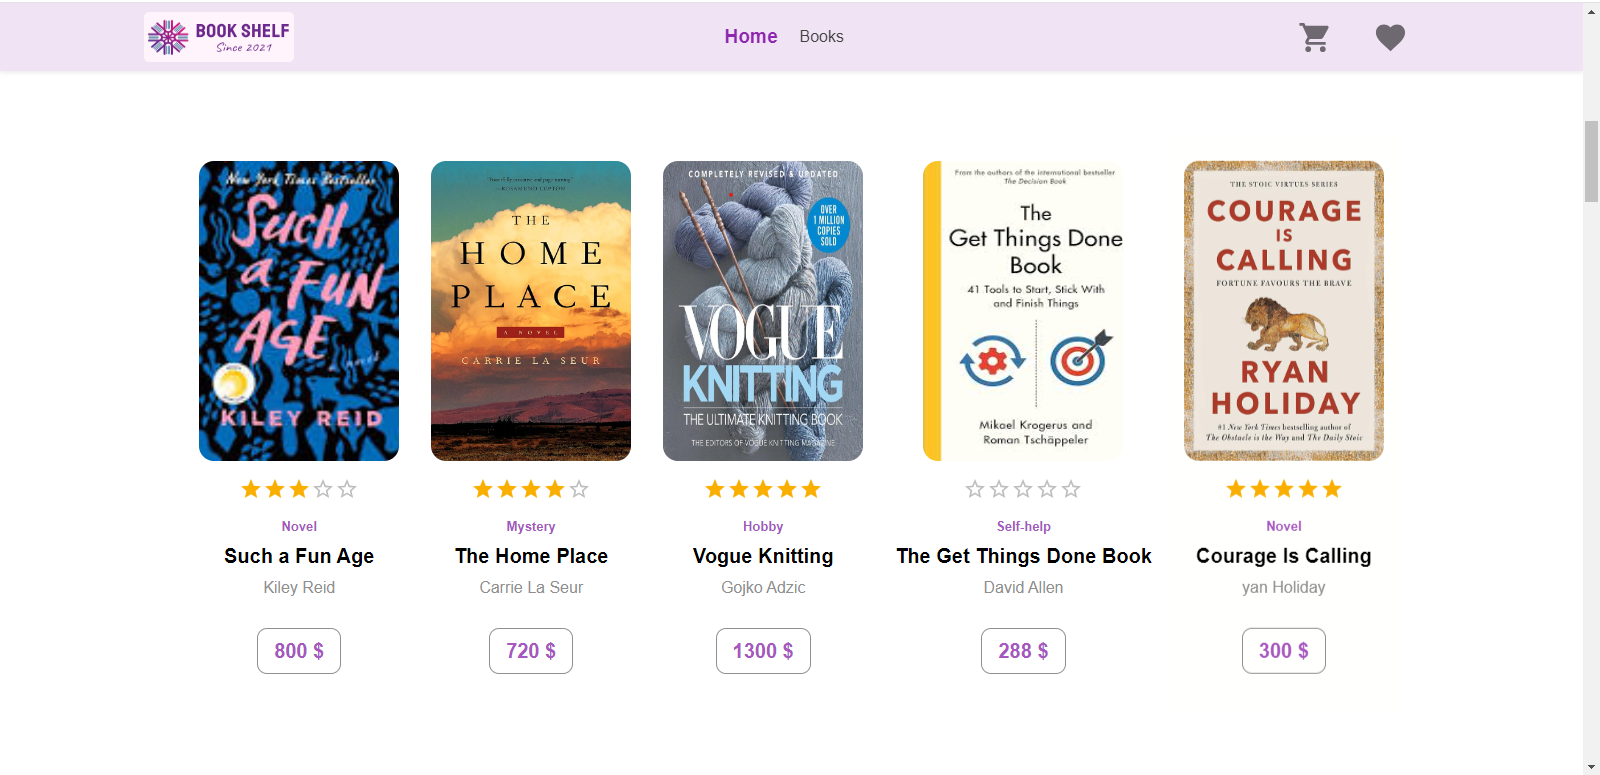 BOOK SHELF
Since 2021
Home
Books
New York Times Bestseller
Such
a Fun
Age
a novel
KILEY REID
ROSAMUND LUPTON
THE
HOME
PLACE
A NOVEL
CARRIE LA SEUR
COMPLETELY REVISED & UPDATED
OVER
1 MILLION
COPIES
SOLD
VOGUE
KNITTING
THE ULTIMATE KNITTING BOOK
THE EDITORS OF VOGUE KNITTING MAGAZINE
From the authors of the international bestseller
The Decision Book
The
Get Things Done
Book
41 Tools to Start, Stick With
and Finish Things
Mikael Krogerus and
Roman Tschäppeler
THE STOIC VIRTUES SERIES
COURAGE
IS
CALLING
FORTUNE FAVOURS THE BRAVE
RYAN
HOLIDAY
#1 New York Times bestselling author of
The Obstacle is the Way and The Daily Stoic
Novel
Such a Fun Age
Kiley Reid
800 $
Mystery
The Home Place
Carrie La Seur
720 $
Hobby
Vogue Knitting
Gojko Adzic
1300 $
Self-help
The Get Things Done Book
David Allen
288 $
Novel
Courage Is Calling
yan Holiday
300 $